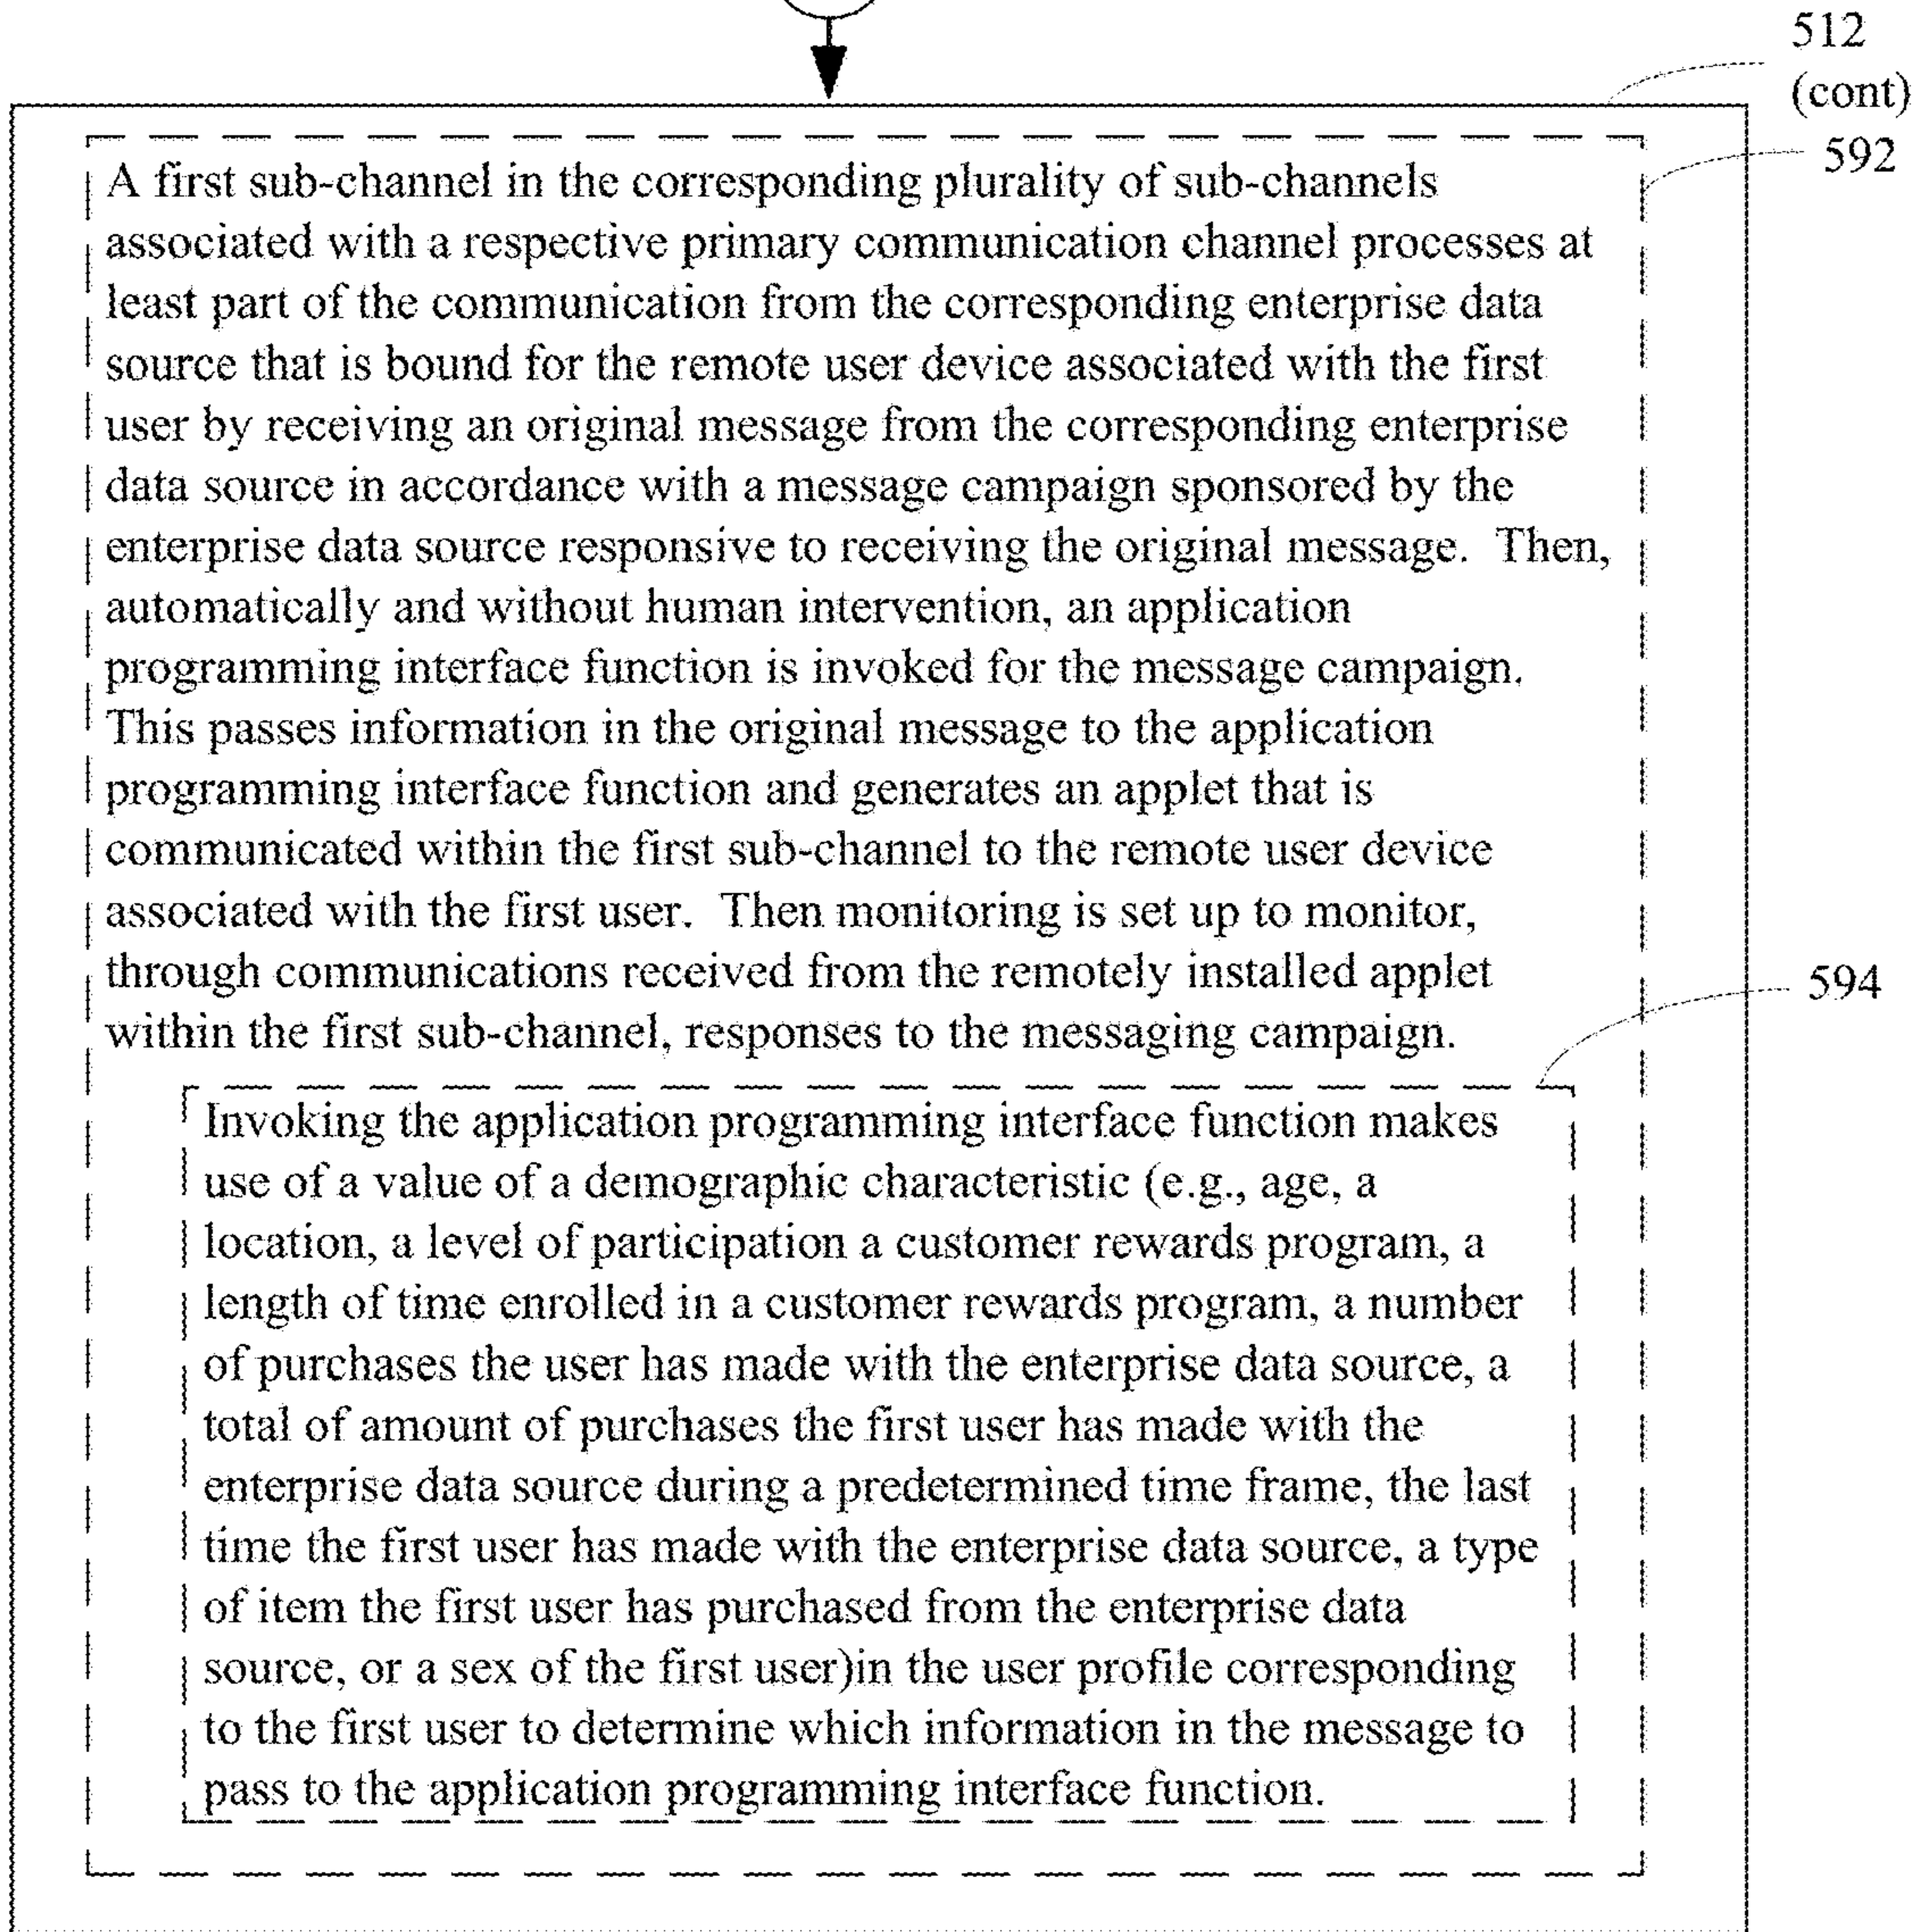 512
(cont)
592
A first sub-channel in the corresponding plurality of sub-channels
associated with a respective primary communication channel processes at
least part of the communication from the corresponding enterprise data
source that is bound for the remote user device associated with the first
user by receiving an original message from the corresponding enterprise
data source in accordance with a message campaign sponsored by the
enterprise data source responsive to receiving the original message.  Then,
automatically and without human intervention, an application
programming interface function is invoked for the message campaign.
This passes information in the original message to the application
programming interface function and generates an applet that is
communicated within the first sub-channel to the remote user device
associated with the first user.  Then monitoring is set up to monitor,
through communications received from the remotely installed applet
within the first sub-channel, responses to the messaging campaign.
594
Invoking the application programming interface function makes
use of a value of a demographic characteristic (e.g., age, a
location, a level of participation a customer rewards program, a
length of time enrolled in a customer rewards program, a number
of purchases the user has made with the enterprise data source, a
total of amount of purchases the first user has made with the
enterprise data source during a predetermined time frame, the last
time the first user has made with the enterprise data source, a type
of item the first user has purchased from the enterprise data
source, or a sex of the first user)in the user profile corresponding
to the first user to determine which information in the message to
pass to the application programming interface function.